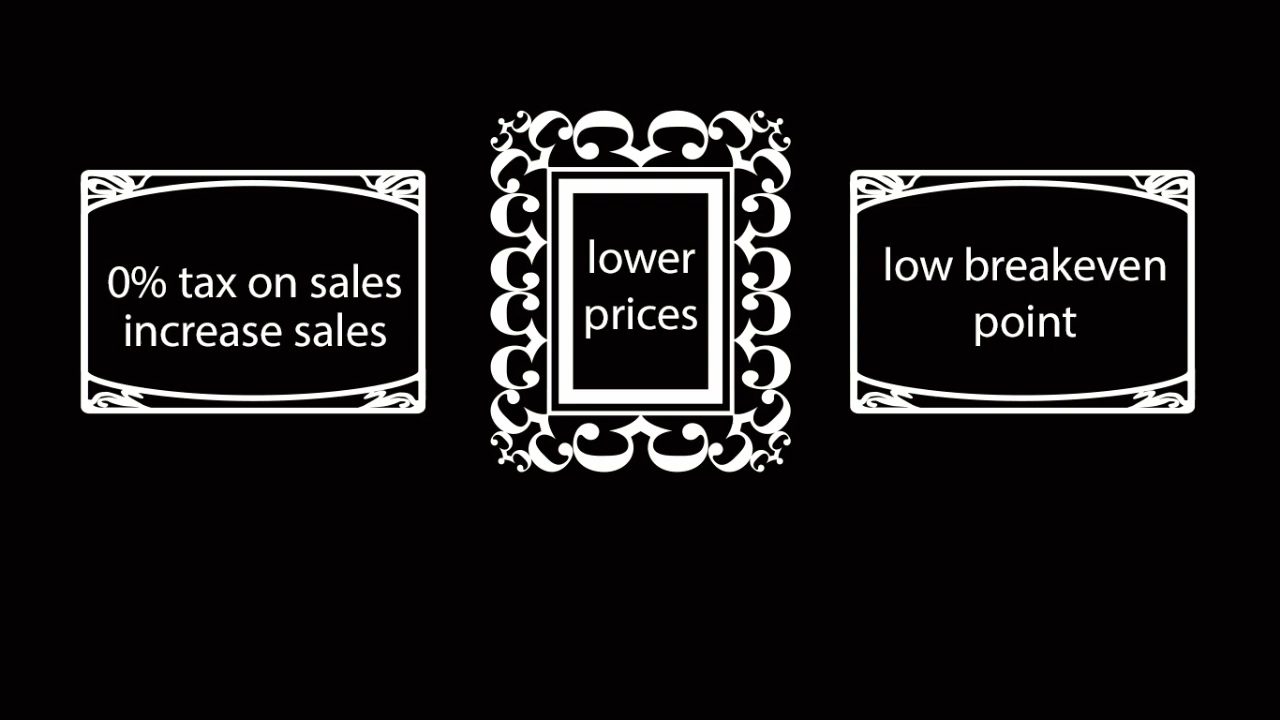 0% tax on sales
increase sales
lower
prices
low breakeven
point